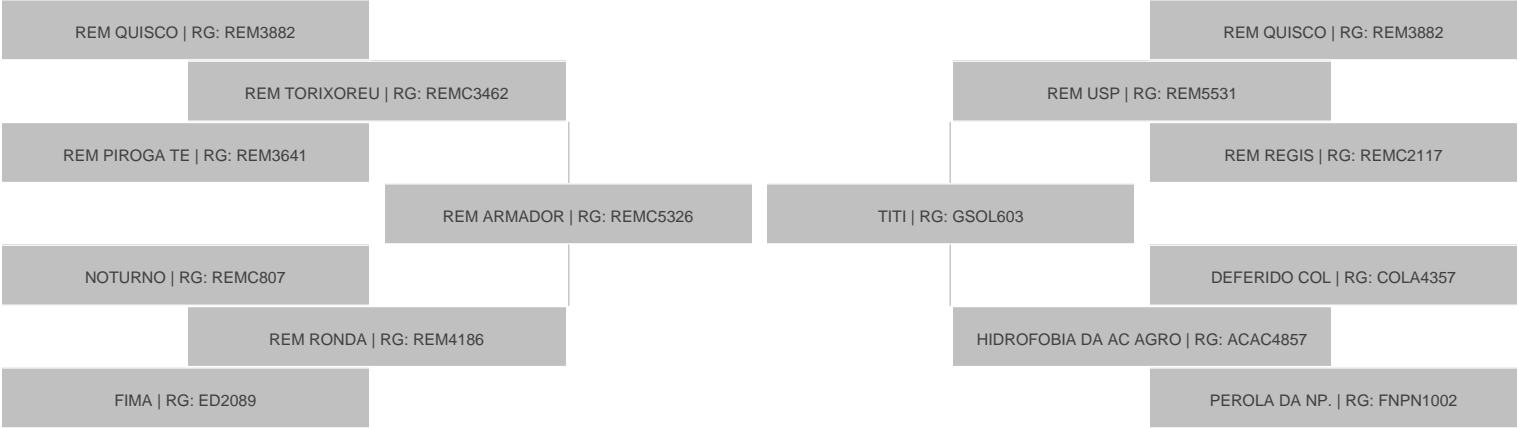 REM QUISCO | RG: REM3882
REM QUISCO | RG: REM3882
REM TORIXOREU | RG: REMC3462
REM USP | RG: REM5531
REM PIROGA TE | RG: REM3641
REM REGIS | RG: REMC2117
REM ARMADOR | RG: REMC5326
TITI | RG: GSOL603
NOTURNO | RG: REMC807
DEFERIDO COL | RG: COLA4357
REM RONDA | RG: REM4186
HIDROFOBIA DA AC AGRO | RG: ACAC4857
FIMA | RG: ED2089
PEROLA DA NP. | RG: FNPN1002